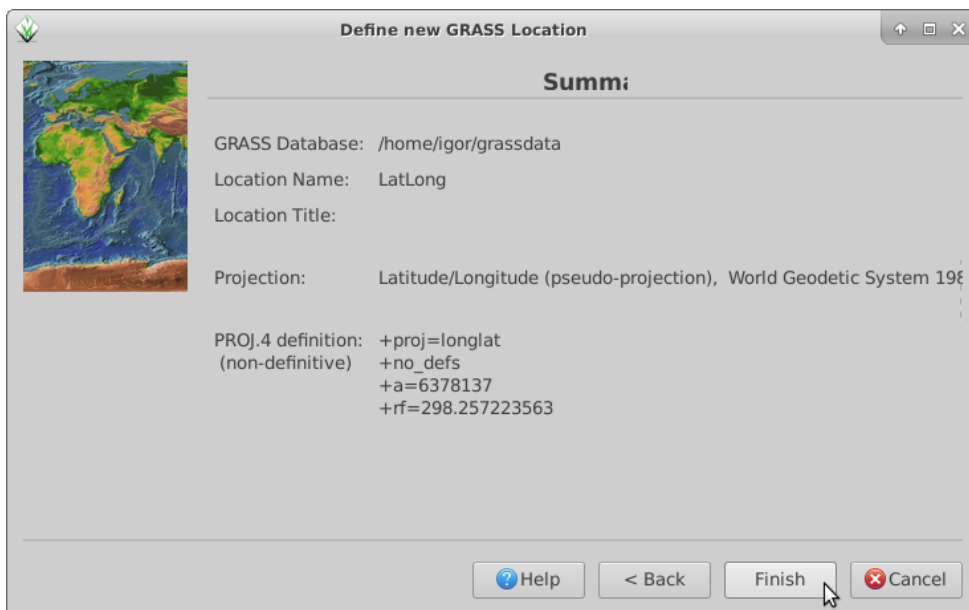 Define new GRASS Location
Summa
GRASS Database: /home/igor/grassdata
Location Name: LatLong
Location Title:
Projection: Latitude/Longitude (pseudo-projection), World Geodetic System 198
PROJ.4 definition: +proj=longlat
(non-definitive) +no_defs
+a=6378137
+rf=298.257223563
Help < Back Finish Cancel